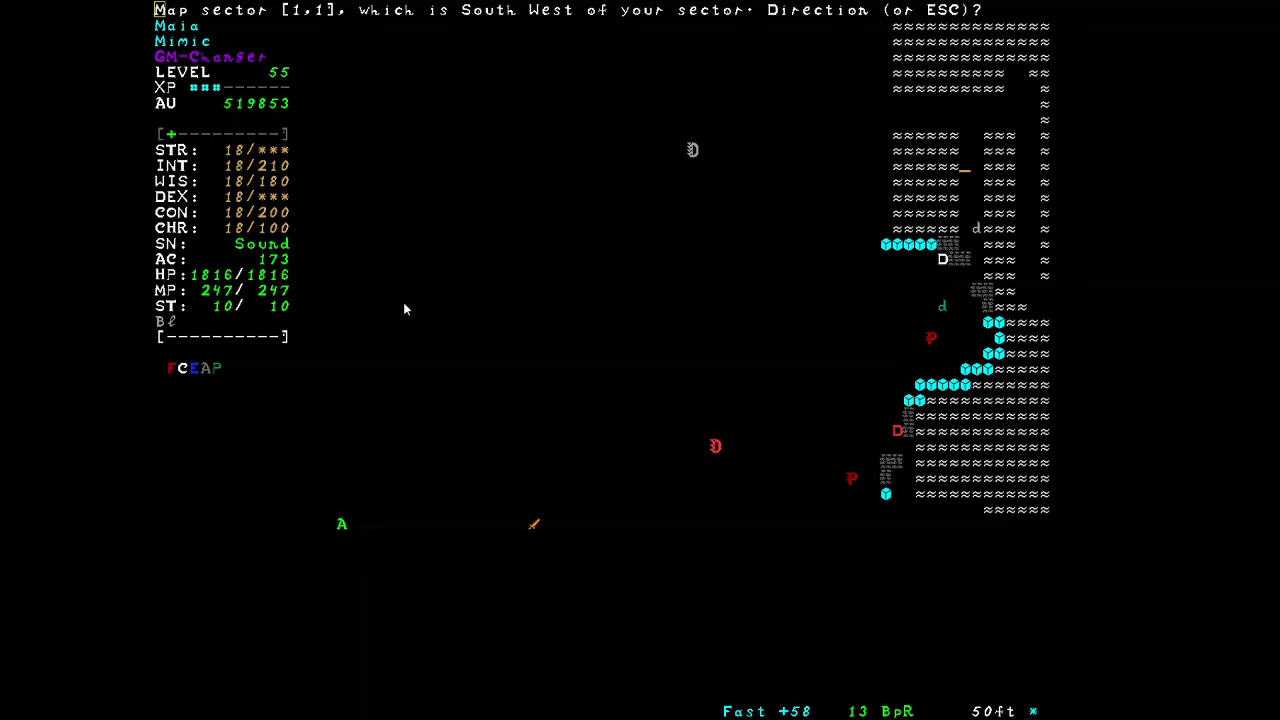 Map sector [1,1], which is South West of your sector. Direction (or ESC)?
Maia
Mimic
GM-Changer
LEVEL 55
XP ###------
AU 519853
[+----------]
STR: 18/***
INT: 18/210
WIS: 18/180
DEX: 18/***
CON: 18/200
CHR: 18/100
SN: Sound
AC: 173
HP:1816/1816
MP: 247/ 247
ST: 10/ 10
Bl
[----------]
FCEAP
D
d
D
d
P
D
D
P
A
Fast +58 13 BpR 50ft *